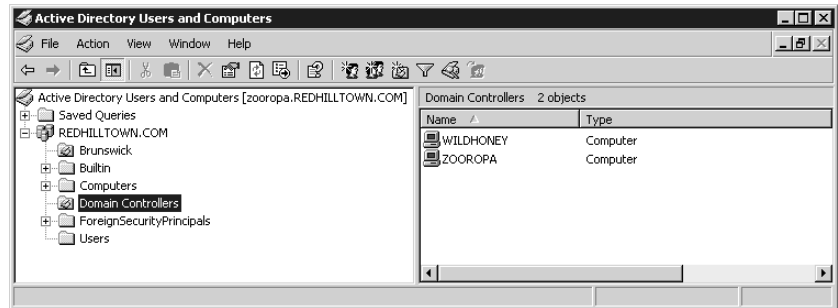 Active Directory Users and Computers
File Action View Window Help
Active Directory Users and Computers [zooropa.REDHILLTOWN.COM]
Saved Queries
REDHILLTOWN.COM
Brunswick
Builtin
Computers
Domain Controllers
ForeignSecurityPrincipals
Users
Domain Controllers 2 objects
Name Type
WILDHONEY Computer
ZOOROPA Computer